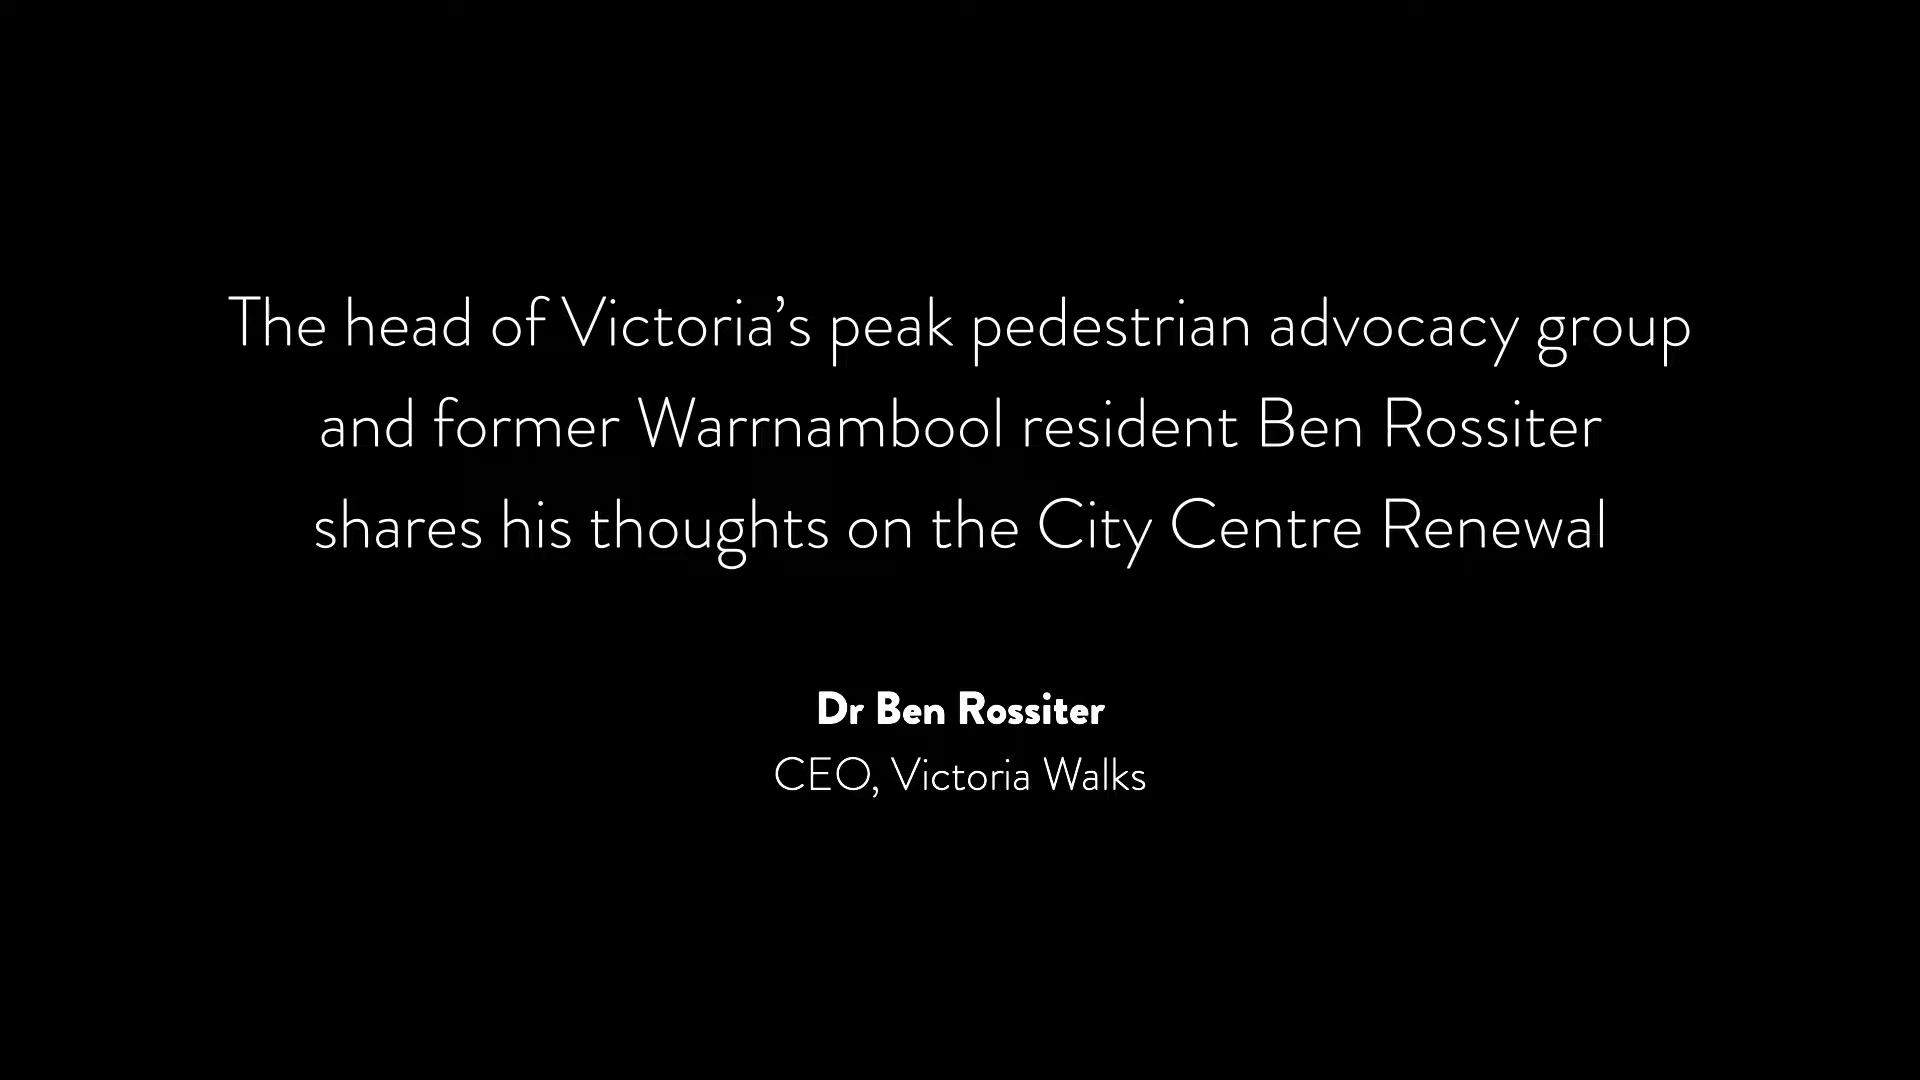 The head of Victoria’s peak pedestrian advocacy group
and former Warrnambool resident Ben Rossiter
shares his thoughts on the City Centre Renewal
Dr Ben Rossiter
CEO, Victoria Walks